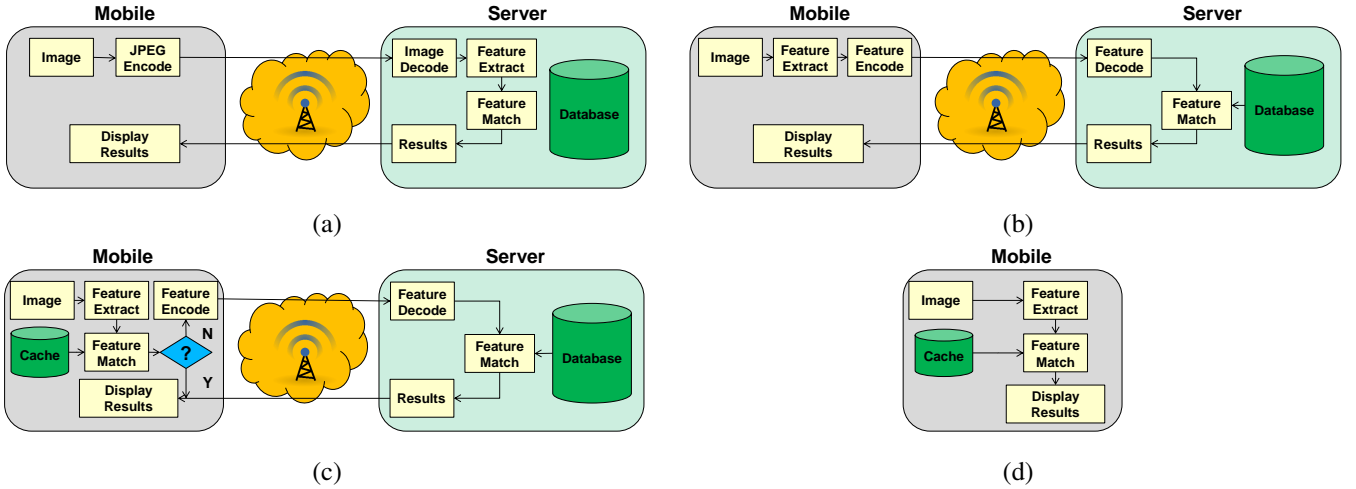 Mobile
Server
Image
JPEG
Encode
Image
Decode
Feature
Extract
Feature
Match
Database
Display
Results
Results
(a)
Mobile
Server
Image
Feature
Extract
Feature
Encode
Feature
Decode
Feature
Match
Database
Display
Results
Results
(b)
Mobile
Server
Image
Feature
Extract
Feature
Encode
Feature
Decode
N
Cache
Feature
Match
?
Feature
Match
Database
Y
Display
Results
Results
(c)
Mobile
Image
Feature
Extract
Cache
Feature
Match
Display
Results
(d)